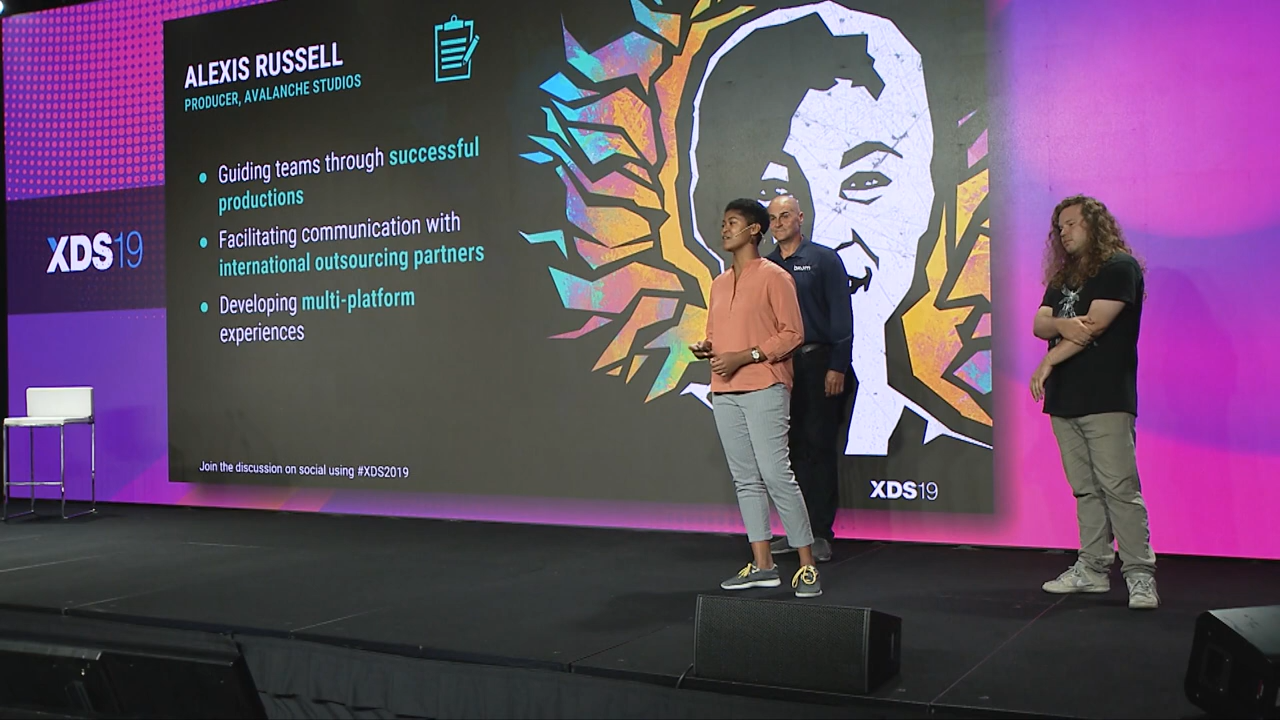 ALEXIS RUSSELL
PRODUCER, AVALANCHE STUDIOS
Guiding teams through successful
productions
Facilitating communication with
international outsourcing partners
Developing multi-platform
experiences
Join the discussion on social using #XDS2019
XDS19
XDS19